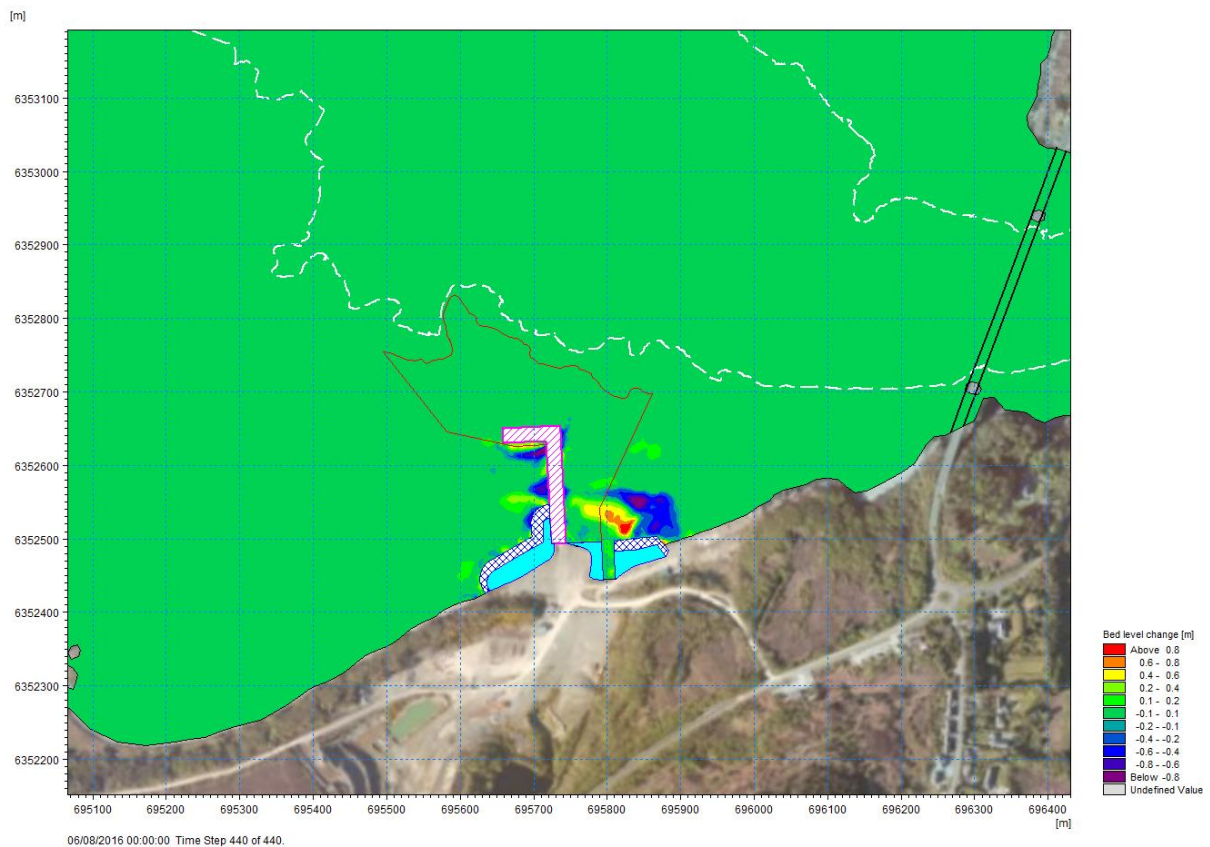 [m]
6353100
6353000
6352900
6352800
6352700
6352600
6352500
6352400
6352300
6352200
695100 695200 695300 695400 695500 695600 695700 695800 695900 696000 696100 696200 696300 696400
[m]
Bed level change [m]
Above 0.8
0.6 - 0.8
0.4 - 0.6
0.2 - 0.4
0.1 - 0.2
-0.1 - 0.1
-0.2 - -0.1
-0.4 - -0.2
-0.6 - -0.4
-0.8 - -0.6
Below -0.8
Undefined Value
06/08/2016 00:00:00 Time Step 440 of 440.